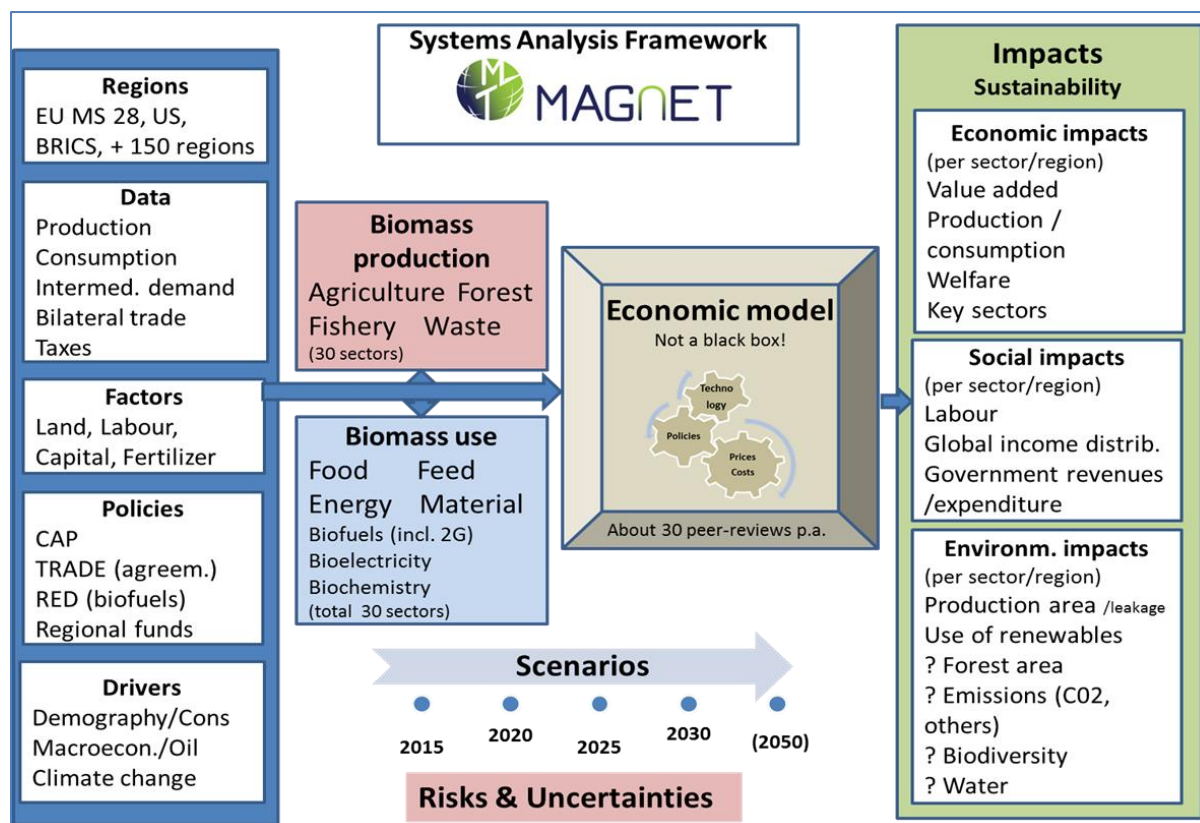 Systems Analysis Framework
MAGNET
Regions
EU MS 28, US,
BRICS, + 150 regions
Data
Production
Consumption
Intermed. demand
Bilateral trade
Taxes
Factors
Land, Labour,
Capital, Fertilizer
Policies
CAP
TRADE (agreem.)
RED (biofuels)
Regional funds
Drivers
Demography/Cons
Macroecon./Oil
Climate change
Biomass
production
Agriculture Forest
Fishery Waste
(30 sectors)
Biomass use
Food Feed
Energy Material
Biofuels (incl. 2G)
Bioelectricity
Biochemistry
(total 30 sectors)
Economic model
Not a black box!
Techno
logy
Policies
Prices
Costs
About 30 peer-reviews p.a.
Scenarios
2015 2020 2025 2030 (2050)
Risks & Uncertainties
Impacts
Sustainability
Economic impacts
(per sector/region)
Value added
Production /
consumption
Welfare
Key sectors
Social impacts
(per sector/region)
Labour
Global income distrib.
Government revenues
/expenditure
Environm. impacts
(per sector/region)
Production area /leakage
Use of renewables
? Forest area
? Emissions (C02,
others)
? Biodiversity
? Water